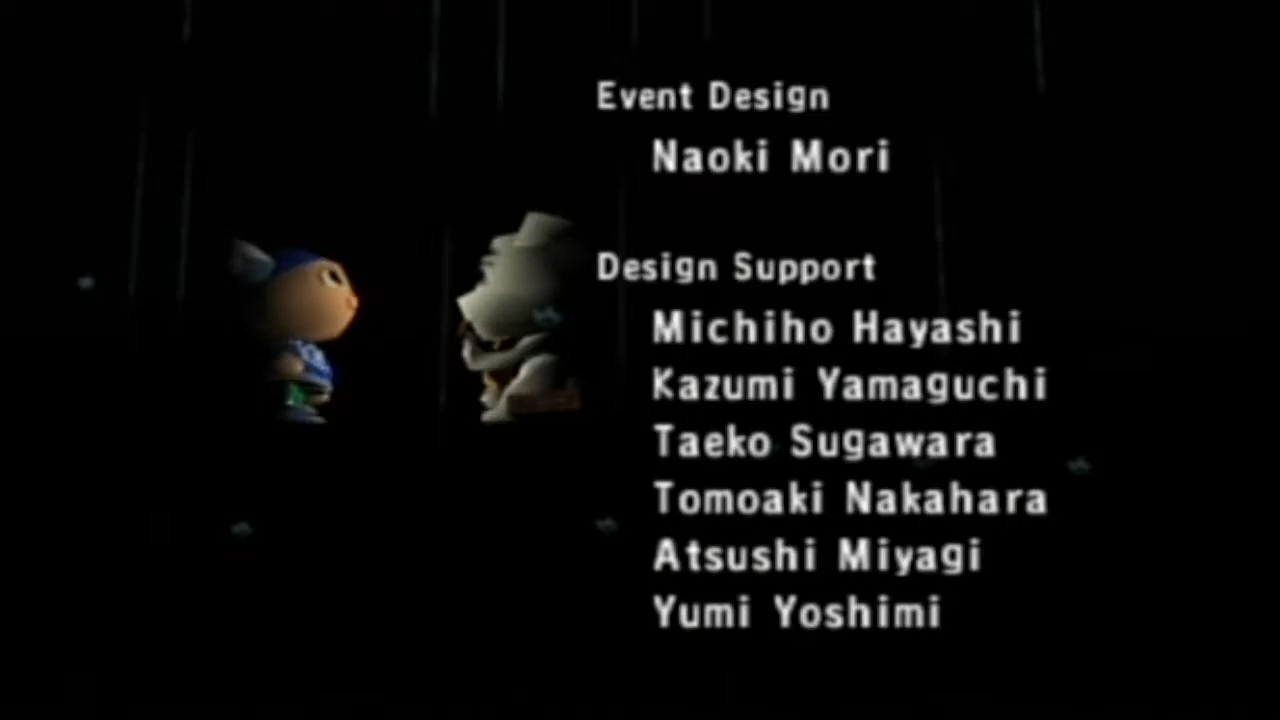 Event Design
Naoki Mori
Design Support
Michiho Hayashi
Kazumi Yamaguchi
Taeko Sugawara
Tomoaki Nakahara
Atsushi Miyagi
Yumi Yoshimi